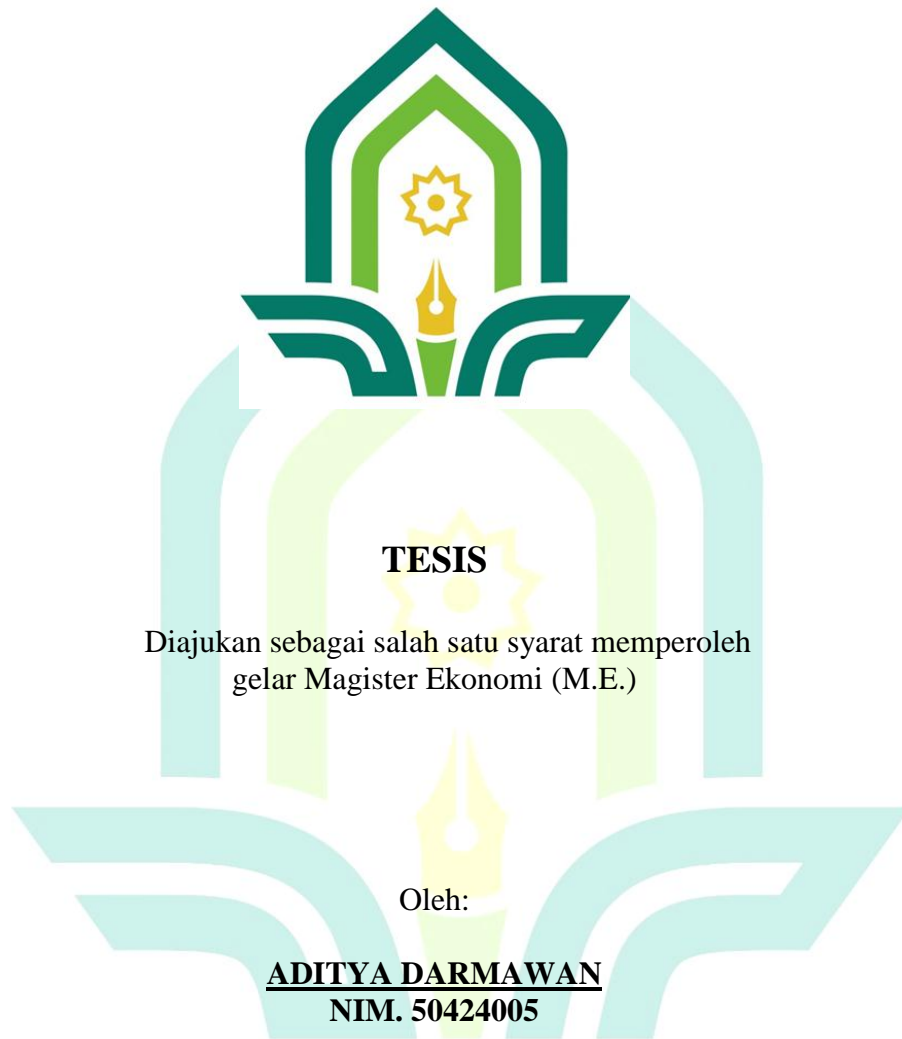 TESIS
Diajukan sebagai salah satu syarat memperoleh
gelar Magister Ekonomi (M.E.)
Oleh:
ADITYA DARMAWAN
NIM. 50424005